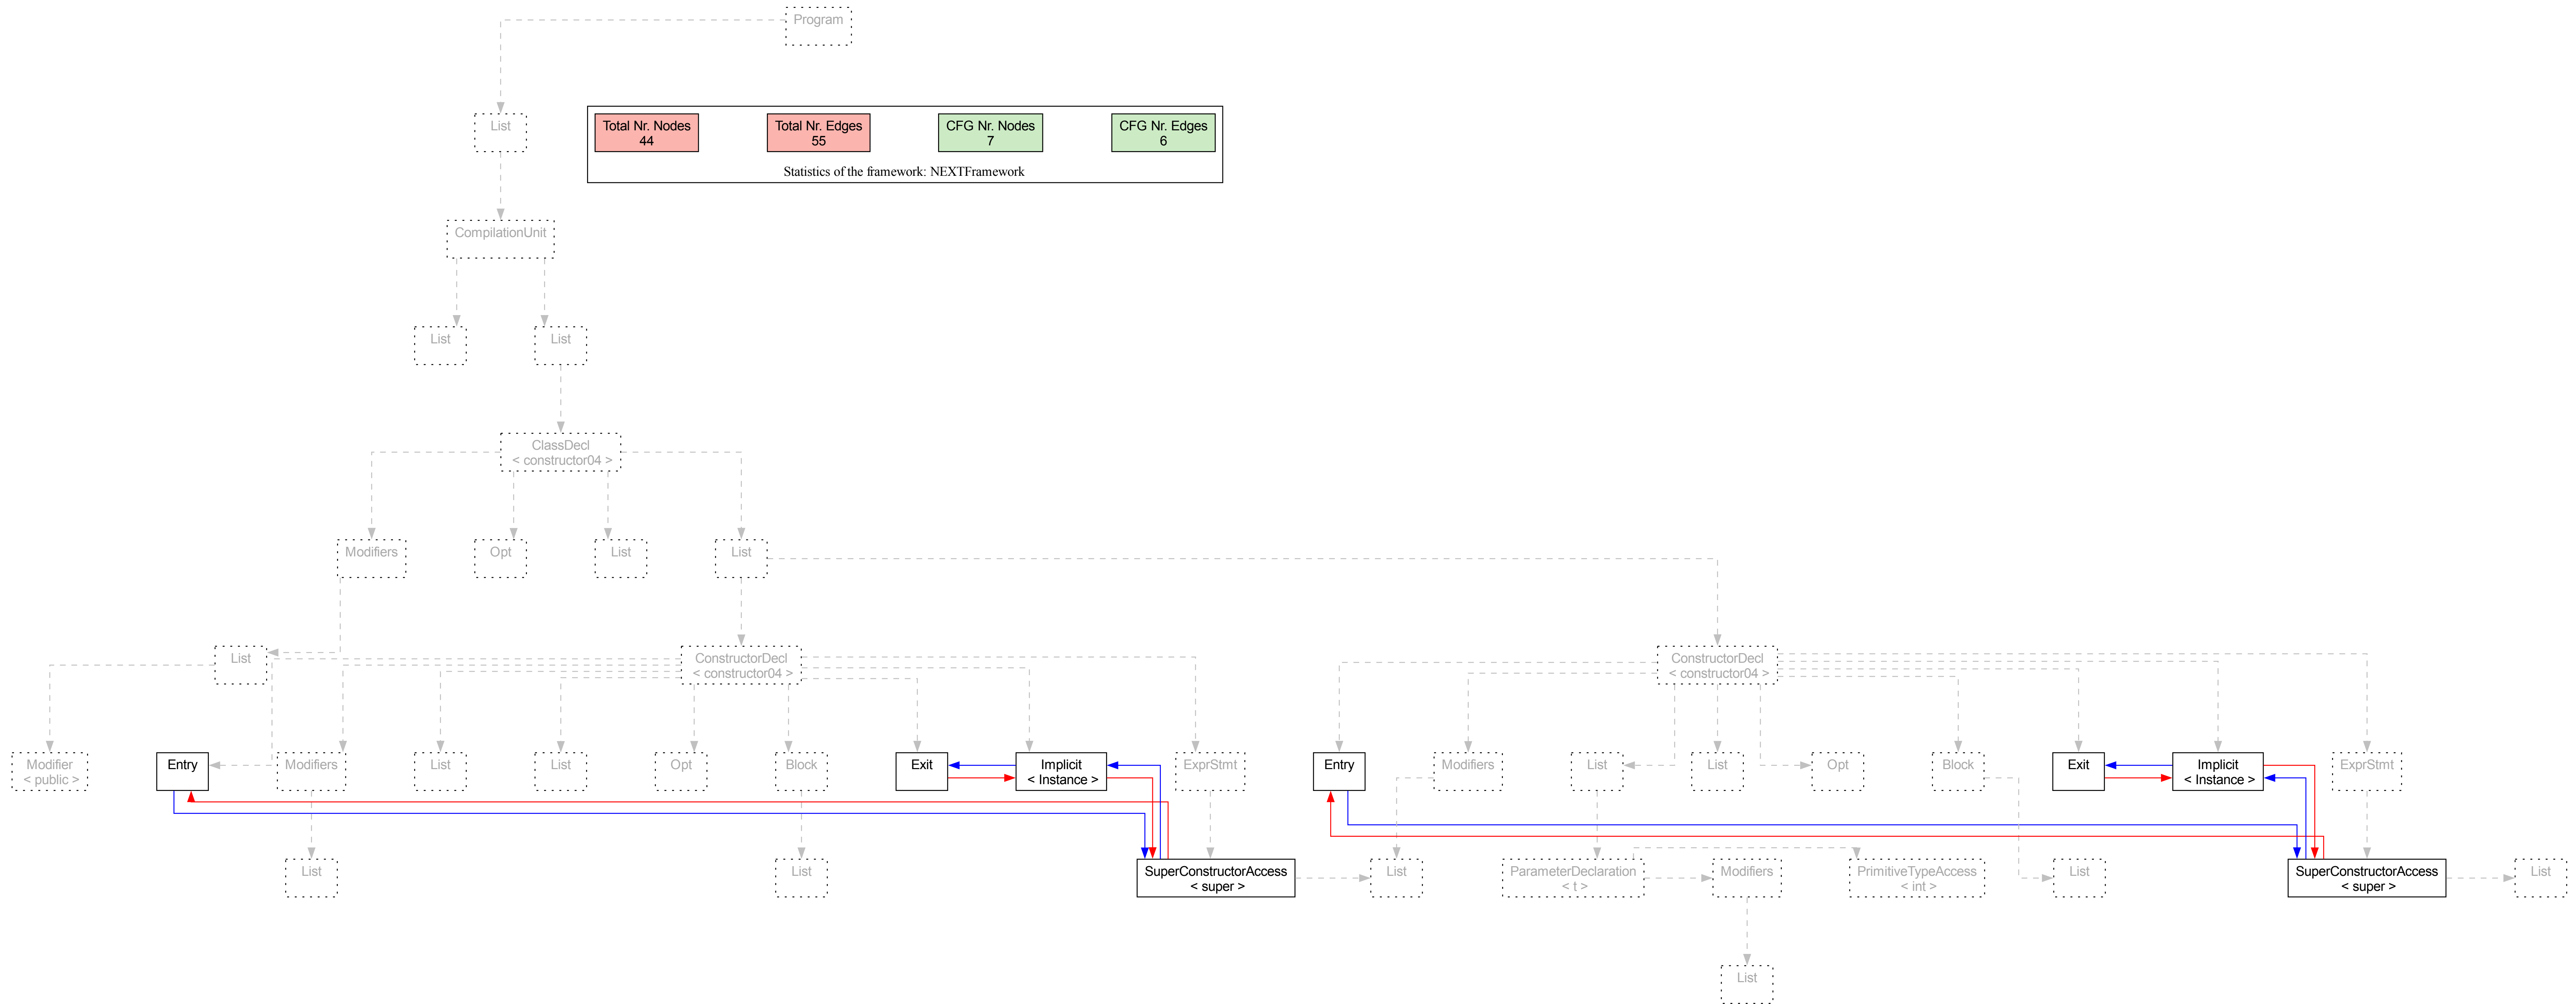 Program
List
Total Nr. Nodes
44
Total Nr. Edges
55
CFG Nr. Nodes
7
CFG Nr. Edges
6
Statistics of the framework: NEXTFramework
CompilationUnit
List
List
ClassDecl
< constructor04 >
Modifiers
Opt
List
List
List
ConstructorDecl
< constructor04 >
ConstructorDecl
< constructor04 >
Modifier
< public >
Entry
Modifiers
List
List
Opt
Block
Exit
Implicit
< Instance >
ExprStmt
Entry
Modifiers
List
List
Opt
Block
Exit
Implicit
< Instance >
ExprStmt
List
List
SuperConstructorAccess
< super >
List
ParameterDeclaration
< t >
Modifiers
PrimitiveTypeAccess
< int >
List
SuperConstructorAccess
< super >
List
List